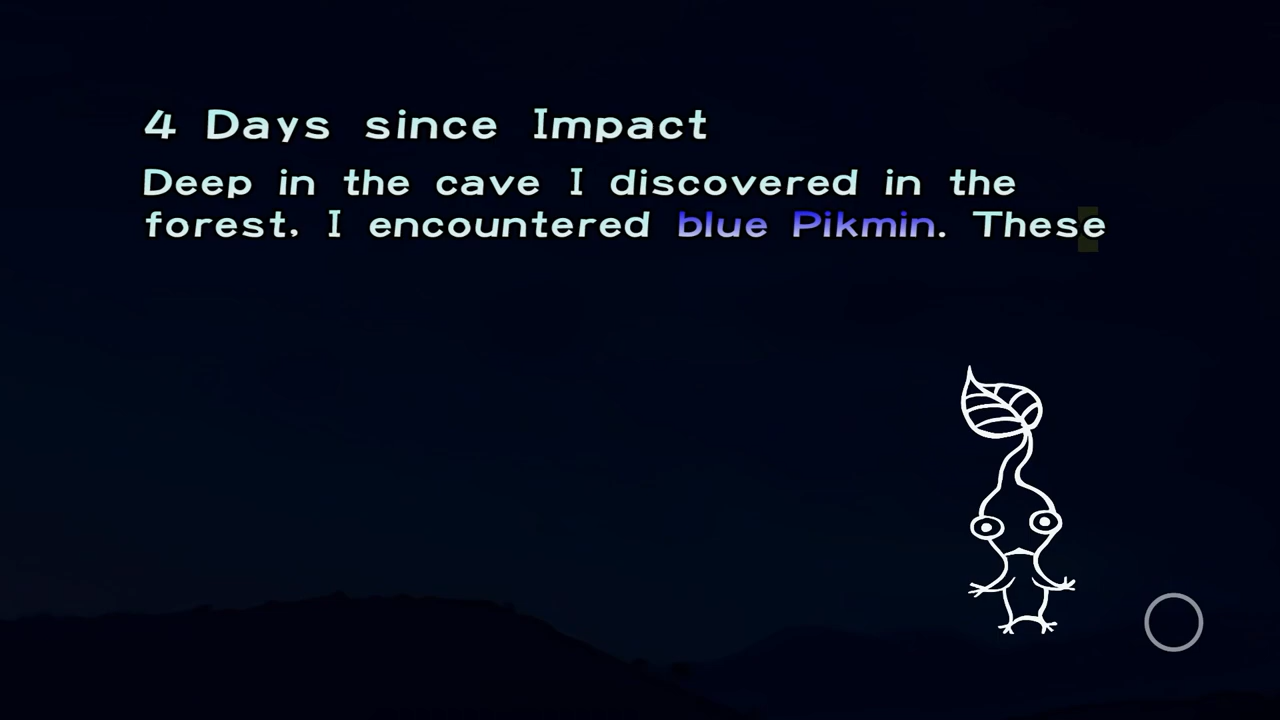 4 Days since Impact
Deep in the cave I discovered in the
forest, I encountered blue Pikmin. These